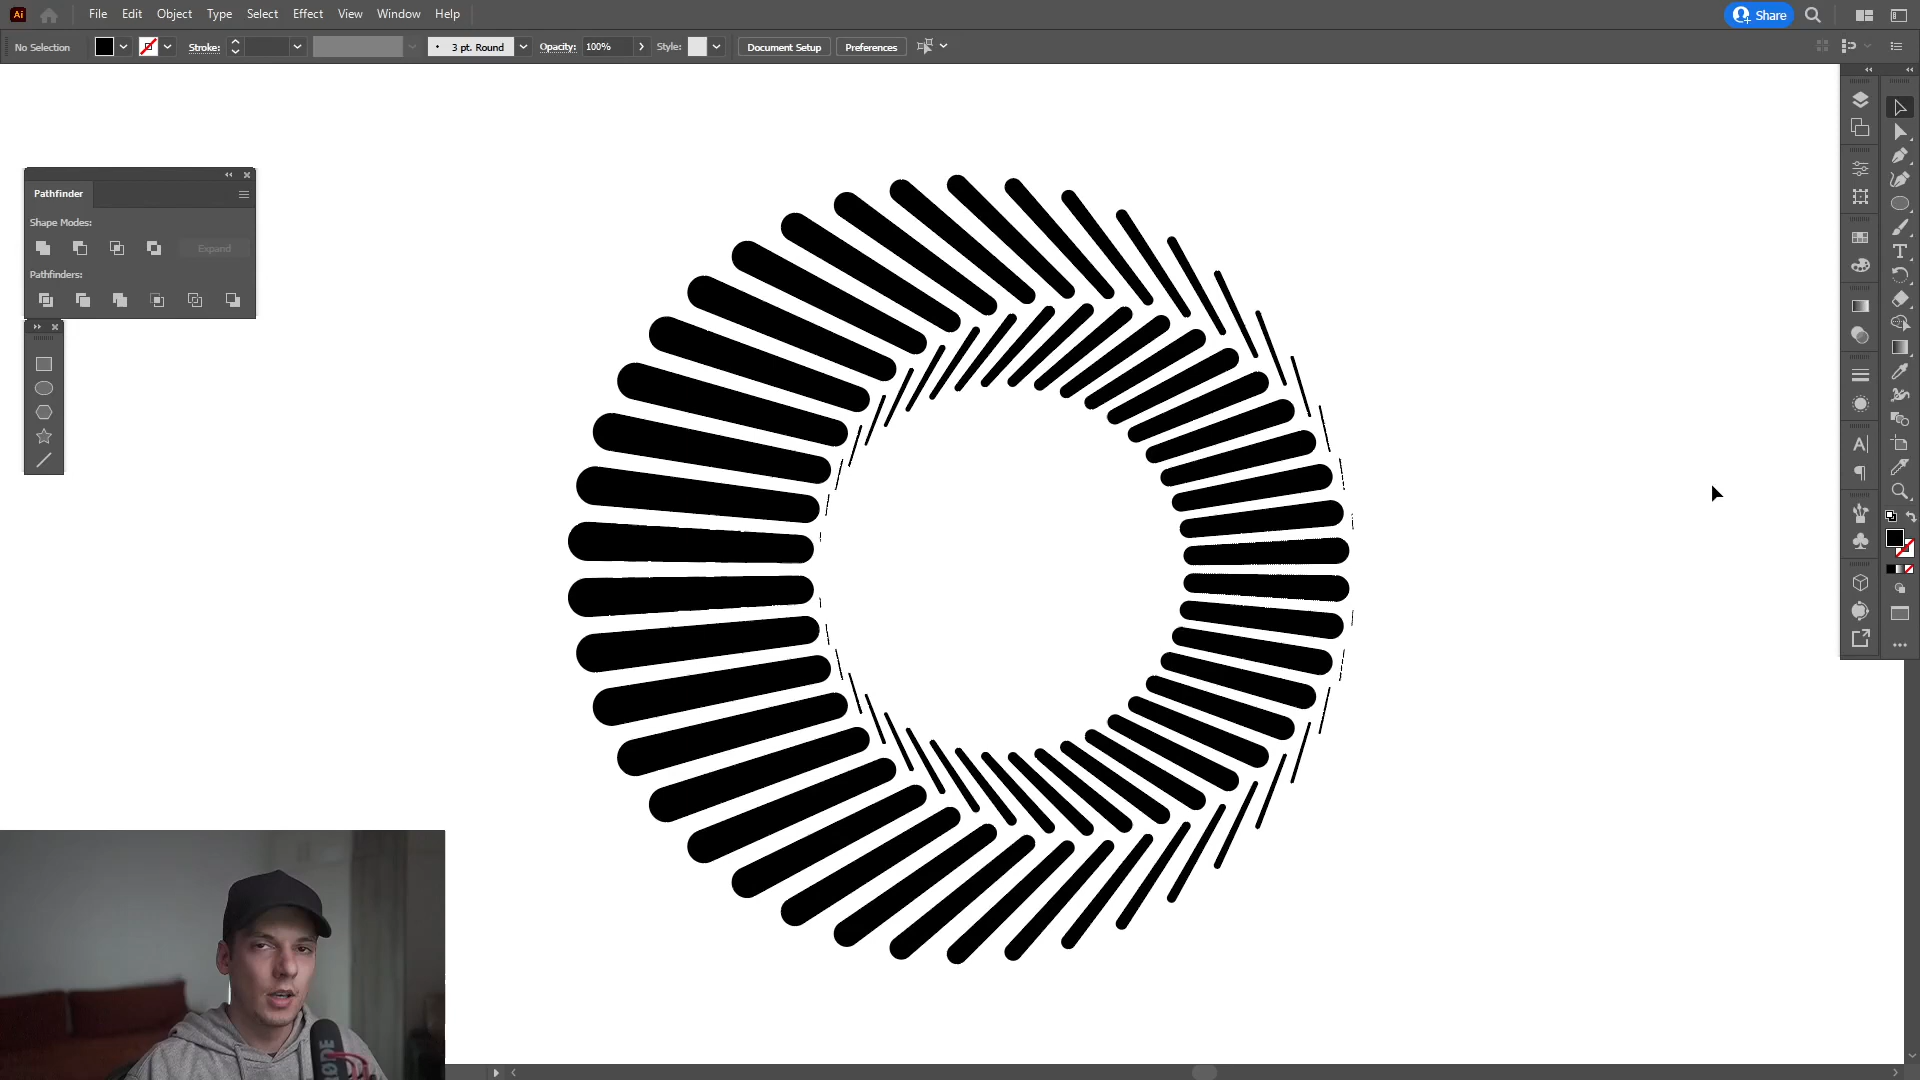 Ai File Edit Object Type Select Effect View Window Help Share
No Selection Stroke: 3 pt. Round Opacity: 100% Style: Document Setup Preferences
Pathfinder
Shape Modes:
Expand
Pathfinders:
RØDE